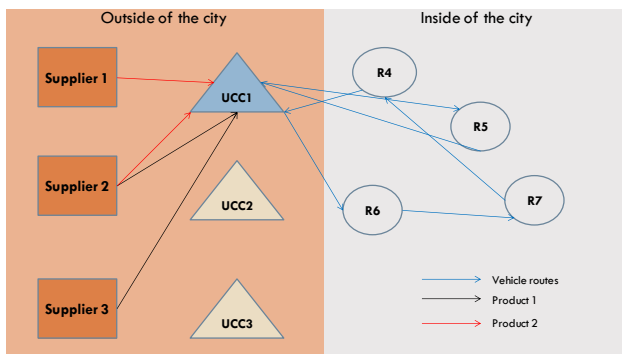 Outside of the city
Inside of the city
Supplier 1
UCC1
R4
R5
Supplier 2
UCC2
R6
R7
Supplier 3
UCC3
Vehicle routes
Product 1
Product 2